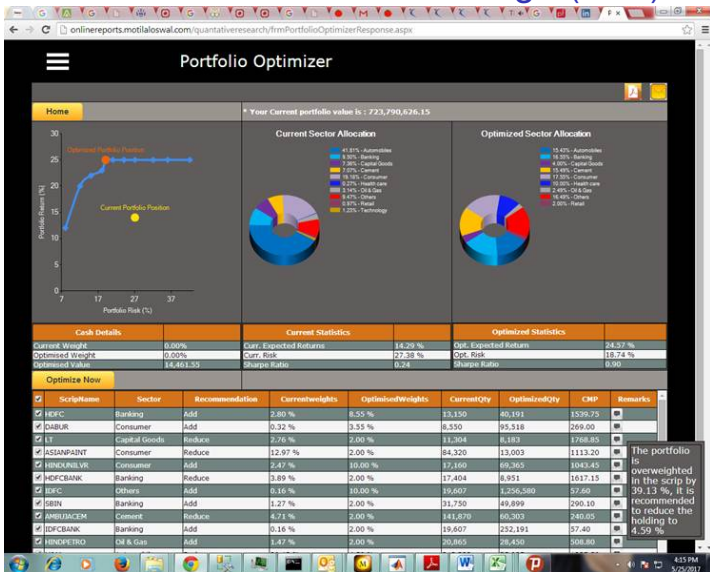 onlinereports.motilaloswal.com/quantativeresearch/frmPortfolioOptimizerResponse.aspx
Portfolio Optimizer
Home
* Your Current portfolio value is : 723,790,626.15
Optimized Portfolio Position
Current Portfolio Position
Portfolio Return (%)
30
25
20
15
10
5
0
7 17 27 37
Portfolio Risk (%)
Current Sector Allocation
41.51% - Automobiles
7.07% - Cement
3.14% - Oil & Gas
9.47% - Others
0.97% - Retail
1.23% - Technology
Optimized Sector Allocation
15.43% - Automobiles
16.35% - Banking
4.00% - Capital Goods
15.49% - Cement
17.55% - Consumer
10.00% - Health care
2.49% - Oil & Gas
16.49% - Others
2.00% - Retail
Cash Details
Current Weight 0.00%
Optimised Weight 0.00%
Optimised Value 14,461.55
Current Statistics
Curr. Expected Returns 14.29 %
Curr. Risk 27.38 %
Sharpe Ratio 0.24
Optimized Statistics
Opt. Expected Return 24.57 %
Opt. Risk 18.74 %
Sharpe Ratio 0.90
Optimize Now
ScripName Sector Recommendation Currentweights OptimisedWeights CurrentQty OptimizedQty CMP Remarks
HDFC Banking Add 2.80 % 8.55 % 13,150 40,191 1539.75
DABUR Consumer Add 0.32 % 3.55 % 8,550 95,518 269.00
LT Capital Goods Reduce 2.76 % 2.00 % 11,304 8,183 1768.85
ASIANPAINT Consumer Reduce 12.97 % 2.00 % 84,320 13,003 1113.20
HINDUNILVR Consumer Add 2.47 % 10.00 % 17,160 69,365 1043.45
HDFCBANK Banking Reduce 3.89 % 2.00 % 17,404 8,951 1617.15
IDFC Others Add 0.16 % 10.00 % 19,607 1,256,580 57.60
SBIN Banking Add 1.27 % 2.00 % 31,750 49,899 290.10
AMBUJACEM Cement Reduce 4.71 % 2.00 % 141,870 60,303 240.05
IDFCBANK Banking Add 0.16 % 2.00 % 19,607 252,191 57.40
HINDPETRO Oil & Gas Add 1.47 % 2.00 % 20,865 28,450 508.80
The portfolio
is
overweighted
in the scrip by
39.13 %, it is
recommended
to reduce the
holding to
4.59 %
4:15 PM
5/25/2017